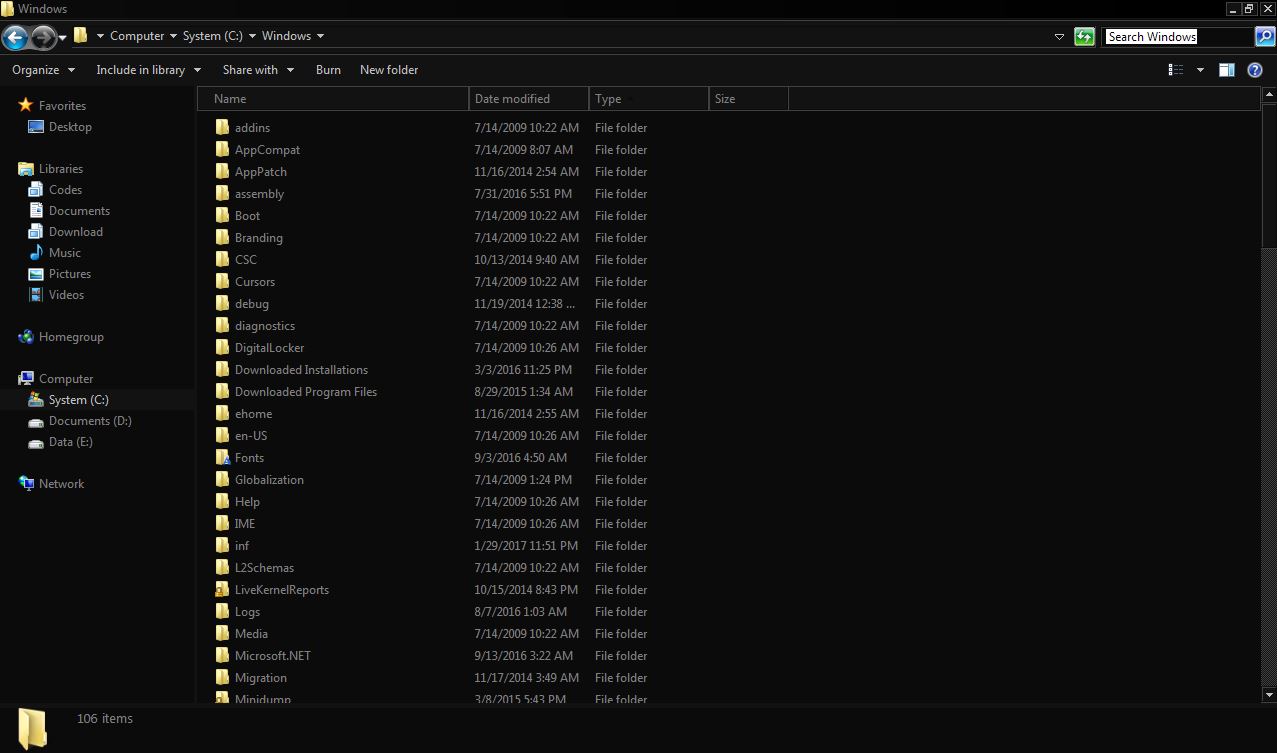 Windows
Computer System (C:) Windows
Search Windows
Organize Include in library Share with Burn New folder
Favorites
Desktop
Libraries
Codes
Documents
Download
Music
Pictures
Videos
Homegroup
Computer
System (C:)
Documents (D:)
Data (E:)
Network
Name Date modified Type Size
addins 7/14/2009 10:22 AM File folder
AppCompat 7/14/2009 8:07 AM File folder
AppPatch 11/16/2014 2:54 AM File folder
assembly 7/31/2016 5:51 PM File folder
Boot 7/14/2009 10:22 AM File folder
Branding 7/14/2009 10:22 AM File folder
CSC 10/13/2014 9:40 AM File folder
Cursors 7/14/2009 10:22 AM File folder
debug 11/19/2014 12:38 ... File folder
diagnostics 7/14/2009 10:22 AM File folder
DigitalLocker 7/14/2009 10:26 AM File folder
Downloaded Installations 3/3/2016 11:25 PM File folder
Downloaded Program Files 8/29/2015 1:34 AM File folder
ehome 11/16/2014 2:55 AM File folder
en-US 7/14/2009 10:26 AM File folder
Fonts 9/3/2016 4:50 AM File folder
Globalization 7/14/2009 1:24 PM File folder
Help 7/14/2009 10:26 AM File folder
IME 7/14/2009 10:26 AM File folder
inf 1/29/2017 11:51 PM File folder
L2Schemas 7/14/2009 10:22 AM File folder
LiveKernelReports 10/15/2014 8:43 PM File folder
Logs 8/7/2016 1:03 AM File folder
Media 7/14/2009 10:22 AM File folder
Microsoft.NET 9/13/2016 3:22 AM File folder
Migration 11/17/2014 3:49 AM File folder
Minidump 3/8/2015 5:43 PM File folder
106 items